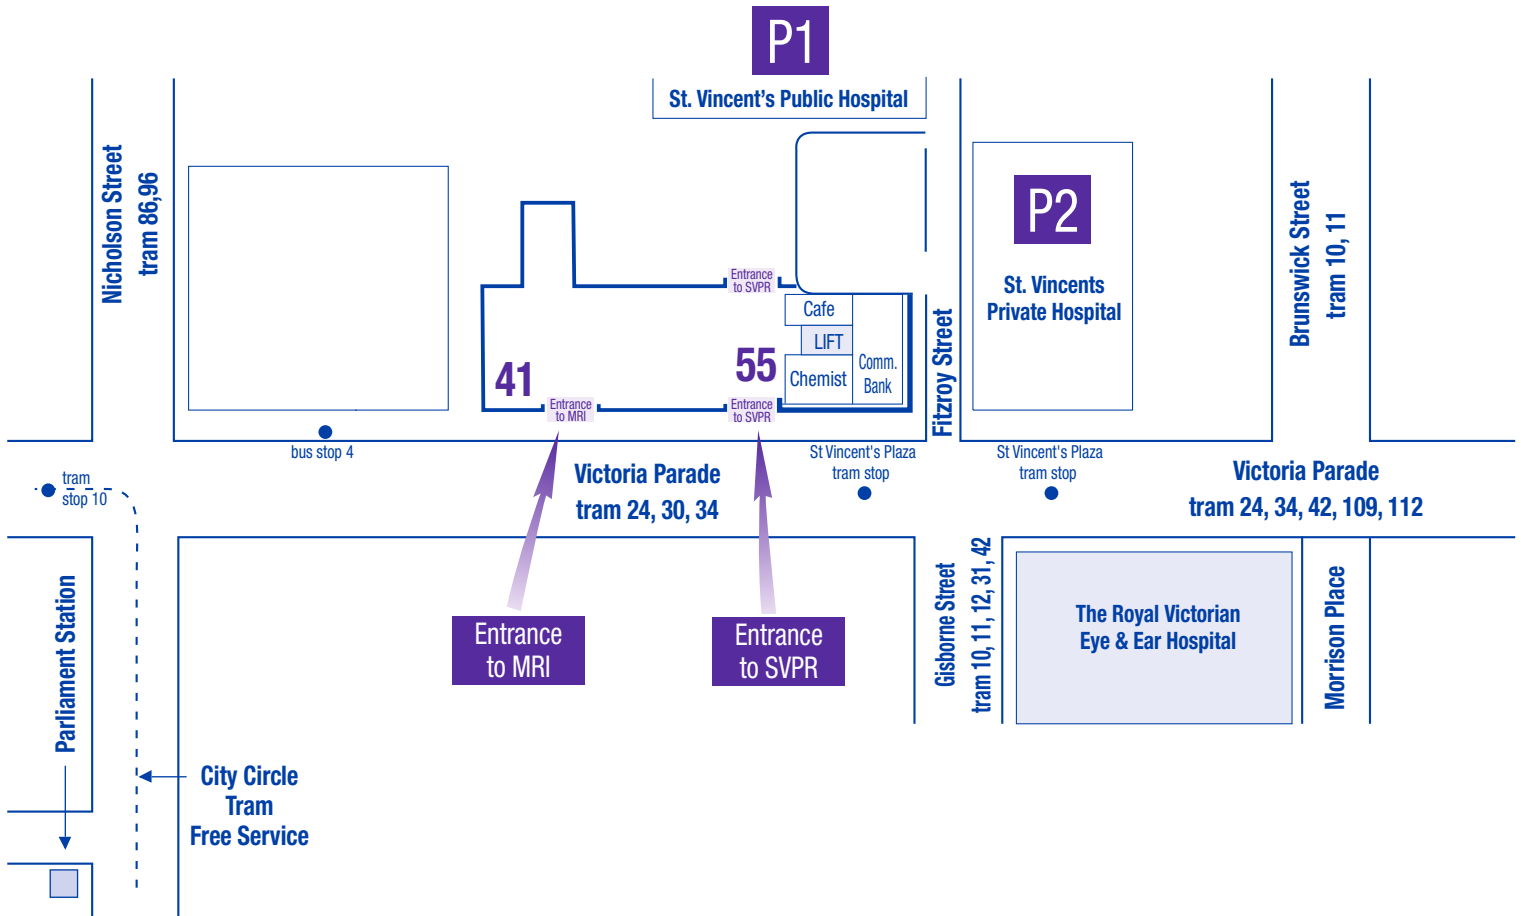 P1
St. Vincent's Public Hospital
Nicholson Street
tram 86,96
P2
St. Vincents
Private Hospital
Brunswick Street
tram 10, 11
Entrance
to SVPR
Cafe
LIFT
Chemist
Comm.
Bank
Fitzroy Street
41
55
Entrance
to MRI
Entrance
to SVPR
bus stop 4
St Vincent's Plaza
tram stop
St Vincent's Plaza
tram stop
tram
stop 10
Victoria Parade
tram 24, 30, 34
Victoria Parade
tram 24, 34, 42, 109, 112
Parliament Station
Entrance
to MRI
Entrance
to SVPR
Gisborne Street
tram 10, 11, 12, 31, 42
The Royal Victorian
Eye & Ear Hospital
Morrison Place
City Circle
Tram
Free Service